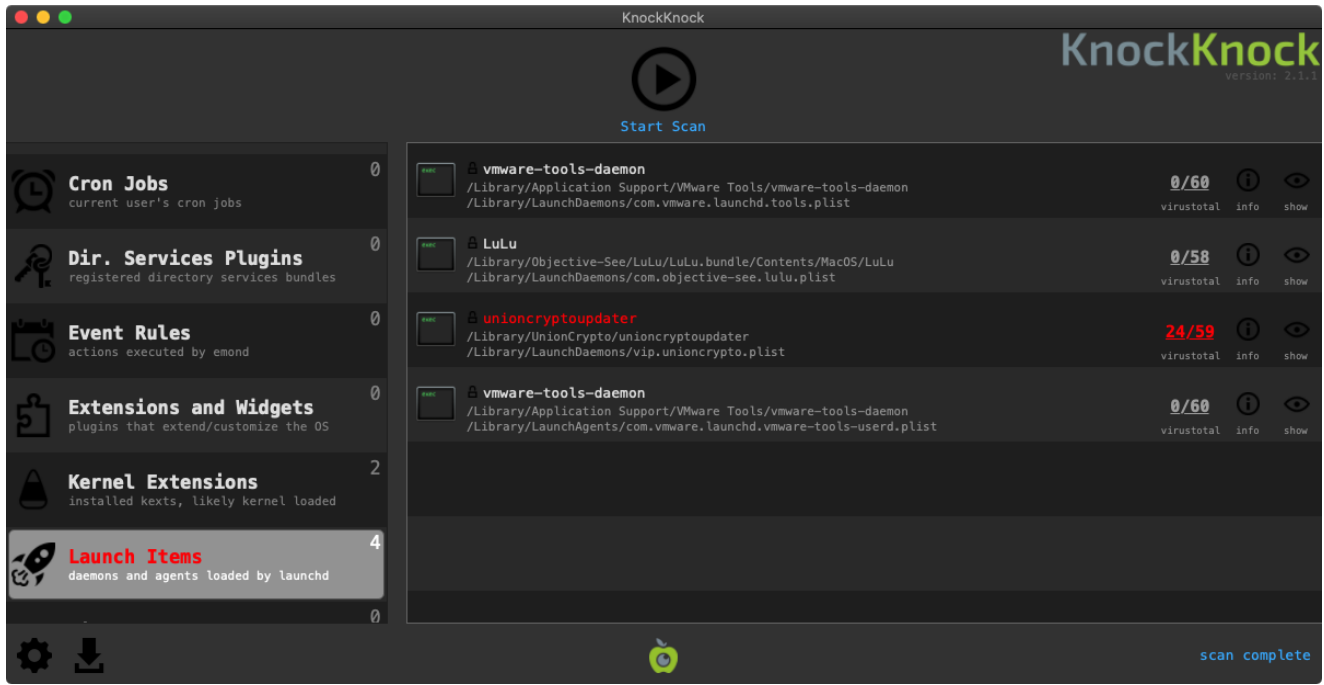 KnockKnock
KnockKnock
version: 2.1.1
Start Scan
Cron Jobs
0
current user's cron jobs
Dir. Services Plugins
0
registered directory services bundles
Event Rules
0
actions executed by emond
Extensions and Widgets
0
plugins that extend/customize the OS
Kernel Extensions
2
installed kexts, likely kernel loaded
Launch Items
4
daemons and agents loaded by launchd
0
exec
vmware-tools-daemon
/Library/Application Support/VMware Tools/vmware-tools-daemon
/Library/LaunchDaemons/com.vmware.launchd.tools.plist
0/60
virustotal info show
exec
LuLu
/Library/Objective-See/LuLu/LuLu.bundle/Contents/MacOS/LuLu
/Library/LaunchDaemons/com.objective-see.lulu.plist
0/58
virustotal info show
exec
unioncryptoupdater
/Library/UnionCrypto/unioncryptoupdater
/Library/LaunchDaemons/vip.unioncrypto.plist
24/59
virustotal info show
exec
vmware-tools-daemon
/Library/Application Support/VMware Tools/vmware-tools-daemon
/Library/LaunchAgents/com.vmware.launchd.vmware-tools-userd.plist
0/60
virustotal info show
scan complete